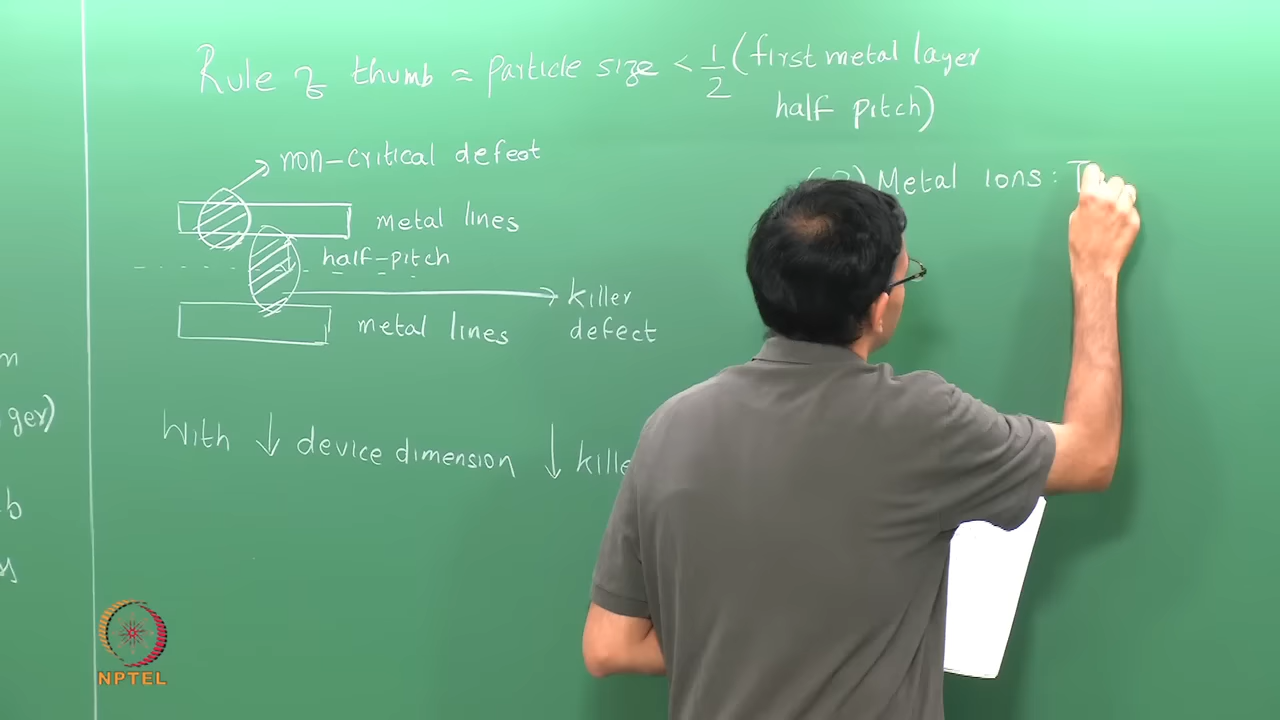 Rule of thumb ≈ particle size < 1/2 (first metal layer
half pitch)
non-critical defect
metal lines
half-pitch
killer
defect
metal lines
With ↓ device dimension ↓
Metal Ions:
ger)
NPTEL